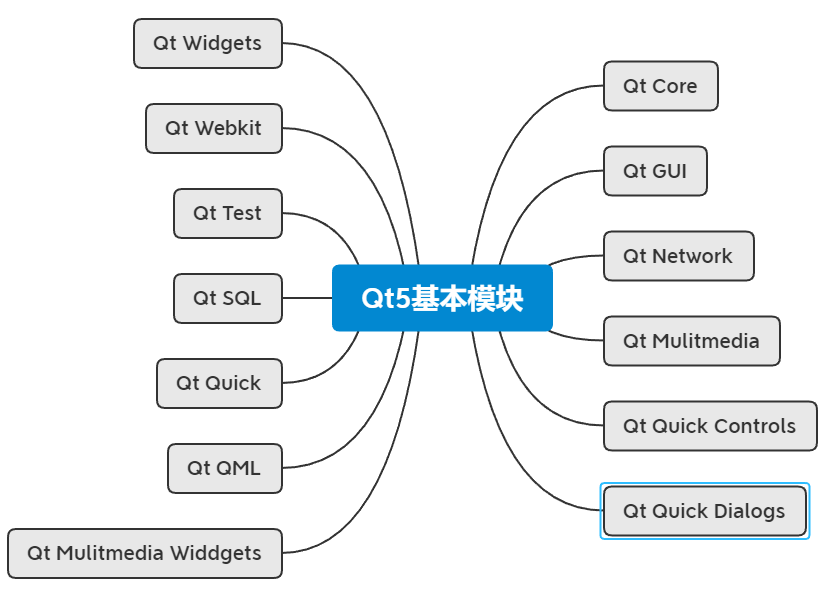 Qt5基本模块
Qt Core
Qt GUI
Qt Network
Qt Mulitmedia
Qt Quick Controls
Qt Quick Dialogs
Qt Widgets
Qt Webkit
Qt Test
Qt SQL
Qt Quick
Qt QML
Qt Mulitmedia Widdgets